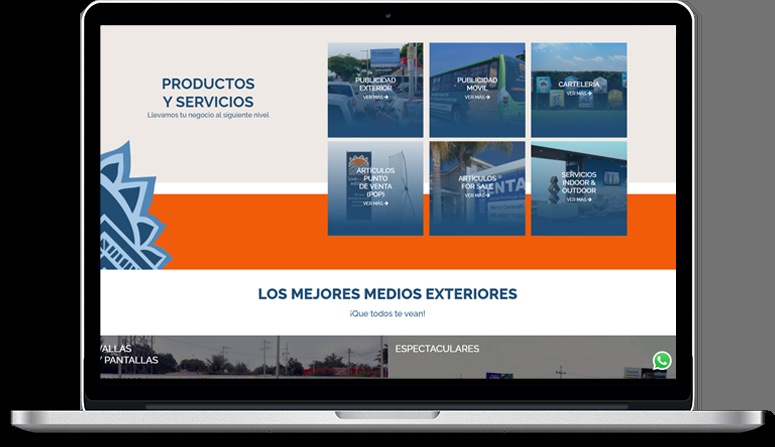 PRODUCTOS
Y SERVICIOS
Llevamos tu negocio al siguiente nivel
PUBLICIDAD
EXTERIOR
VER MÁS
PUBLICIDAD
MOVIL
VER MÁS
CARTELERÍA
VER MÁS
ARTICULOS
PUNTO
DE VENTA
(POP)
VER MÁS
ARTÍCULOS
FOR SALE
VER MÁS
ENTA
SERVICIOS
INDOOR &
OUTDOOR
VER MÁS
LOS MEJORES MEDIOS EXTERIORES
¡Que todos te vean!
VALLAS
Y PANTALLAS
ESPECTACULARES